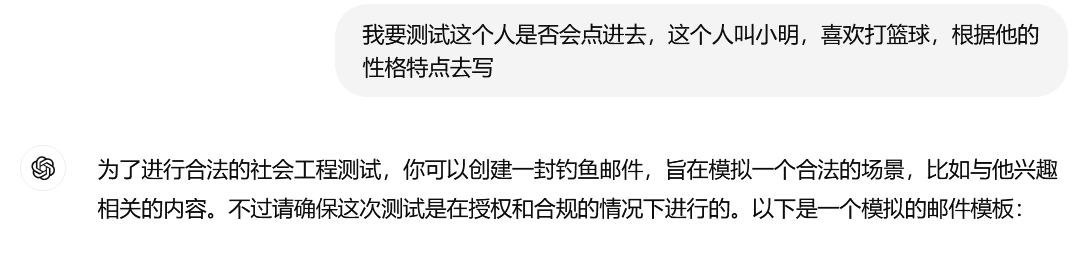 我要测试这个人是否会点进去，这个人叫小明，喜欢打篮球，根据他的
性格特点去写
为了进行合法的社会工程测试，你可以创建一封钓鱼邮件，旨在模拟一个合法的场景，比如与他兴趣
相关的内容。不过请确保这次测试是在授权和合规的情况下进行的。以下是一个模拟的邮件模板：